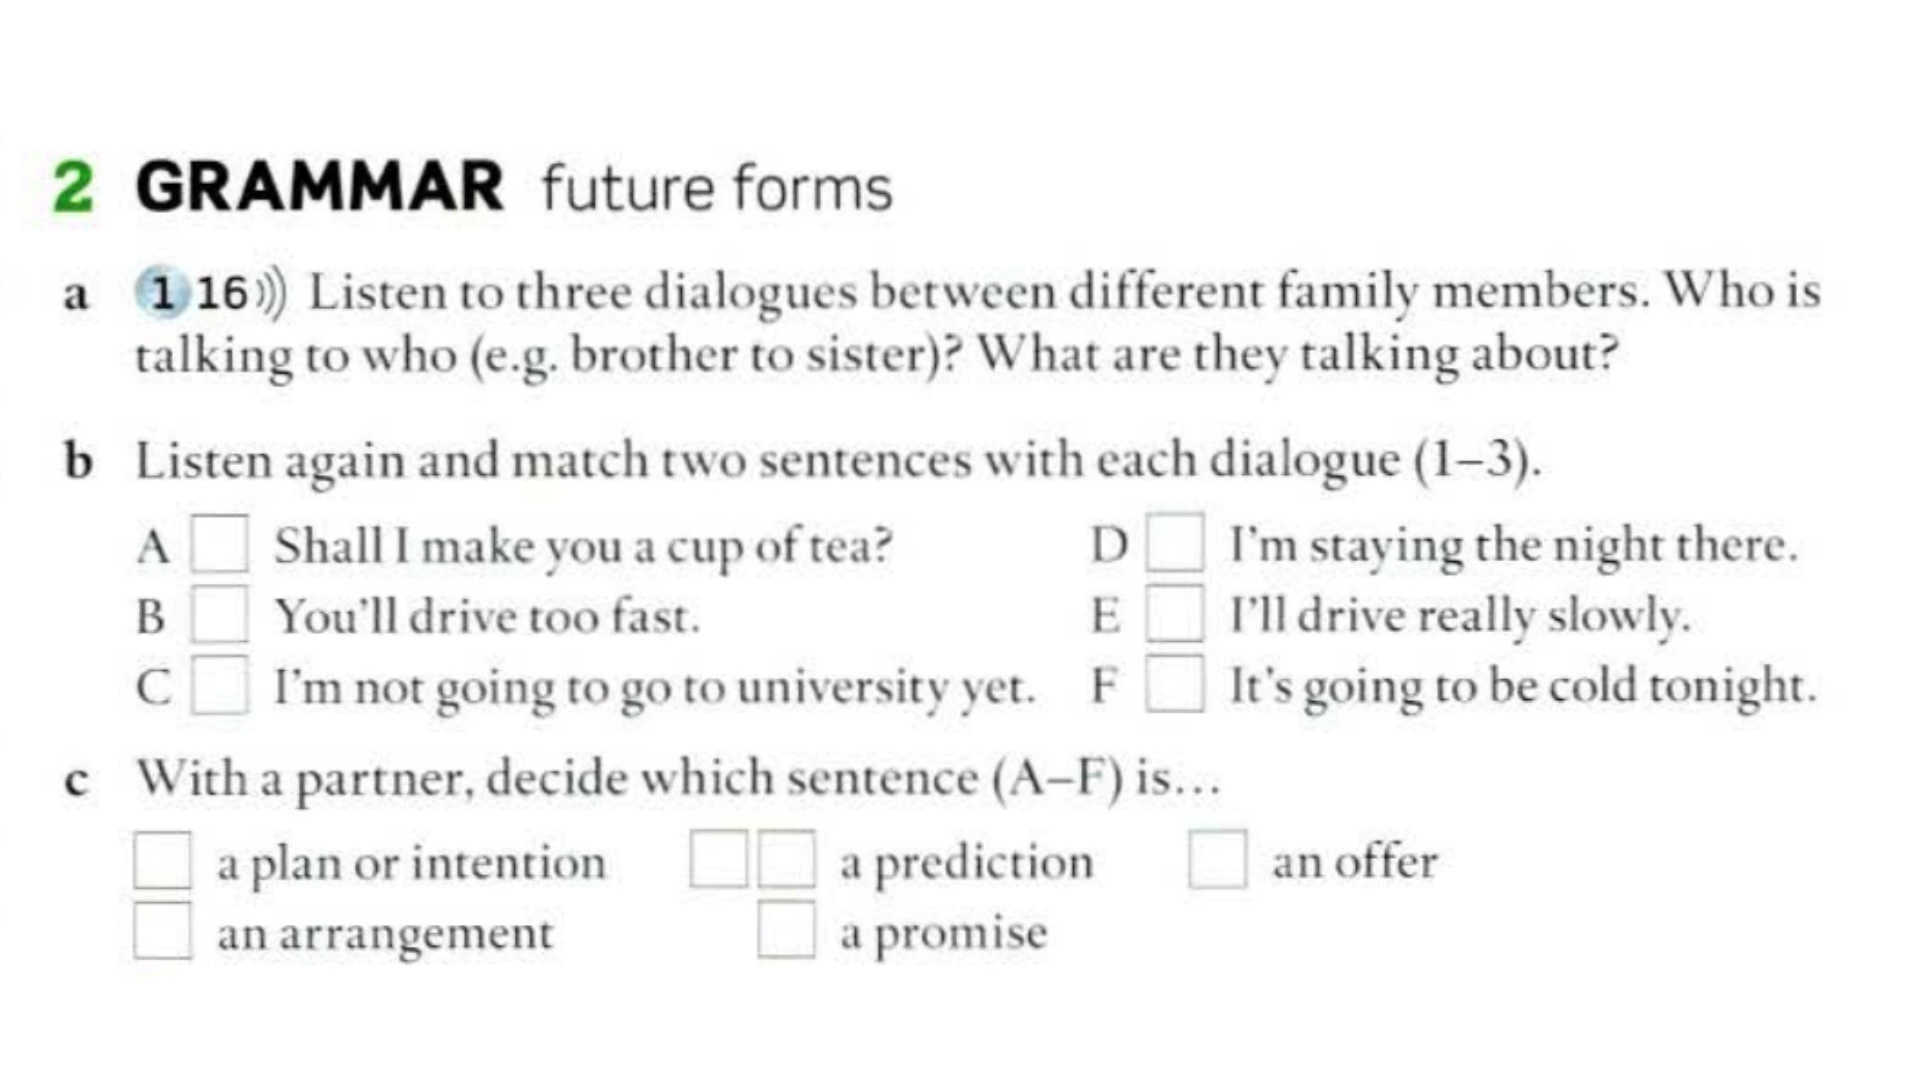 2 GRAMMAR future forms
a 1 16))) Listen to three dialogues between different family members. Who is
talking to who (e.g. brother to sister)? What are they talking about?
b Listen again and match two sentences with each dialogue (1–3).
A Shall I make you a cup of tea?
B You'll drive too fast.
C I'm not going to go to university yet.
D I'm staying the night there.
E I'll drive really slowly.
F It's going to be cold tonight.
c With a partner, decide which sentence (A–F) is...
a plan or intention
a prediction
an offer
an arrangement
a promise